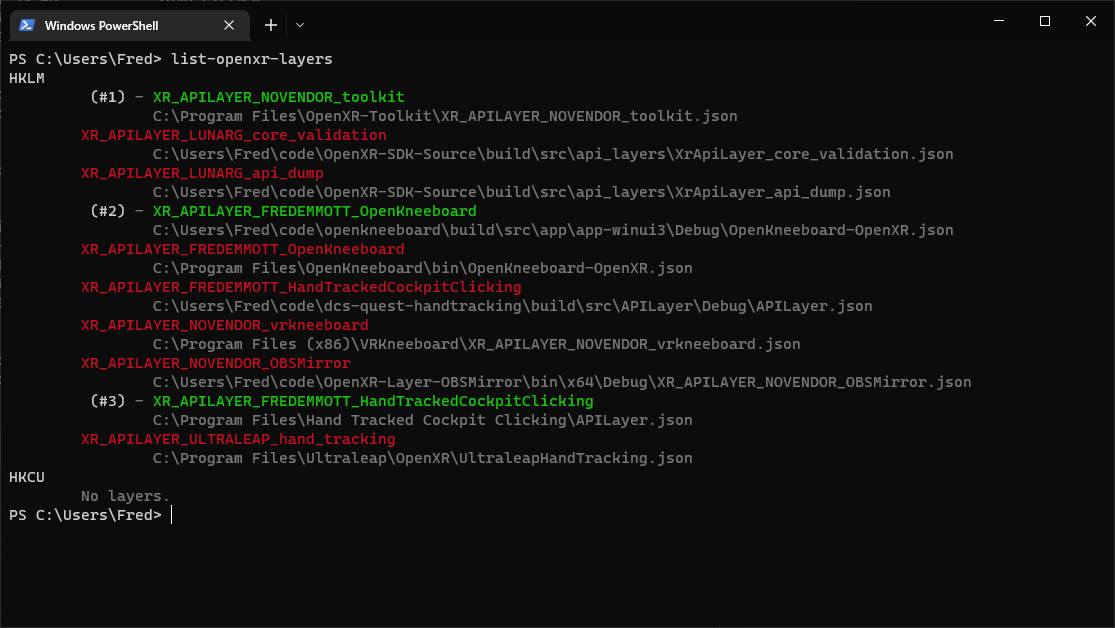 Windows PowerShell
PS C:\Users\Fred> list-openxr-layers
HKLM
(#1) - XR_APILAYER_NOVENDOR_toolkit
C:\Program Files\OpenXR-Toolkit\XR_APILAYER_NOVENDOR_toolkit.json
XR_APILAYER_LUNARG_core_validation
C:\Users\Fred\code\OpenXR-SDK-Source\build\src\api_layers\XrApiLayer_core_validation.json
XR_APILAYER_LUNARG_api_dump
C:\Users\Fred\code\OpenXR-SDK-Source\build\src\api_layers\XrApiLayer_api_dump.json
(#2) - XR_APILAYER_FREDEMMOTT_OpenKneeboard
C:\Users\Fred\code\openkneeboard\build\src\app\app-winui3\Debug\OpenKneeboard-OpenXR.json
XR_APILAYER_FREDEMMOTT_OpenKneeboard
C:\Program Files\OpenKneeboard\bin\OpenKneeboard-OpenXR.json
XR_APILAYER_FREDEMMOTT_HandTrackedCockpitClicking
C:\Users\Fred\code\dcs-quest-handtracking\build\src\APILayer\Debug\APILayer.json
XR_APILAYER_NOVENDOR_vrkneeboard
C:\Program Files (x86)\VRKneeboard\XR_APILAYER_NOVENDOR_vrkneeboard.json
XR_APILAYER_NOVENDOR_OBSMirror
C:\Users\Fred\code\OpenXR-Layer-OBSMirror\bin\x64\Debug\XR_APILAYER_NOVENDOR_OBSMirror.json
(#3) - XR_APILAYER_FREDEMMOTT_HandTrackedCockpitClicking
C:\Program Files\Hand Tracked Cockpit Clicking\APILayer.json
XR_APILAYER_ULTRALEAP_hand_tracking
C:\Program Files\Ultraleap\OpenXR\UltraleapHandTracking.json
HKCU
No layers.
PS C:\Users\Fred>